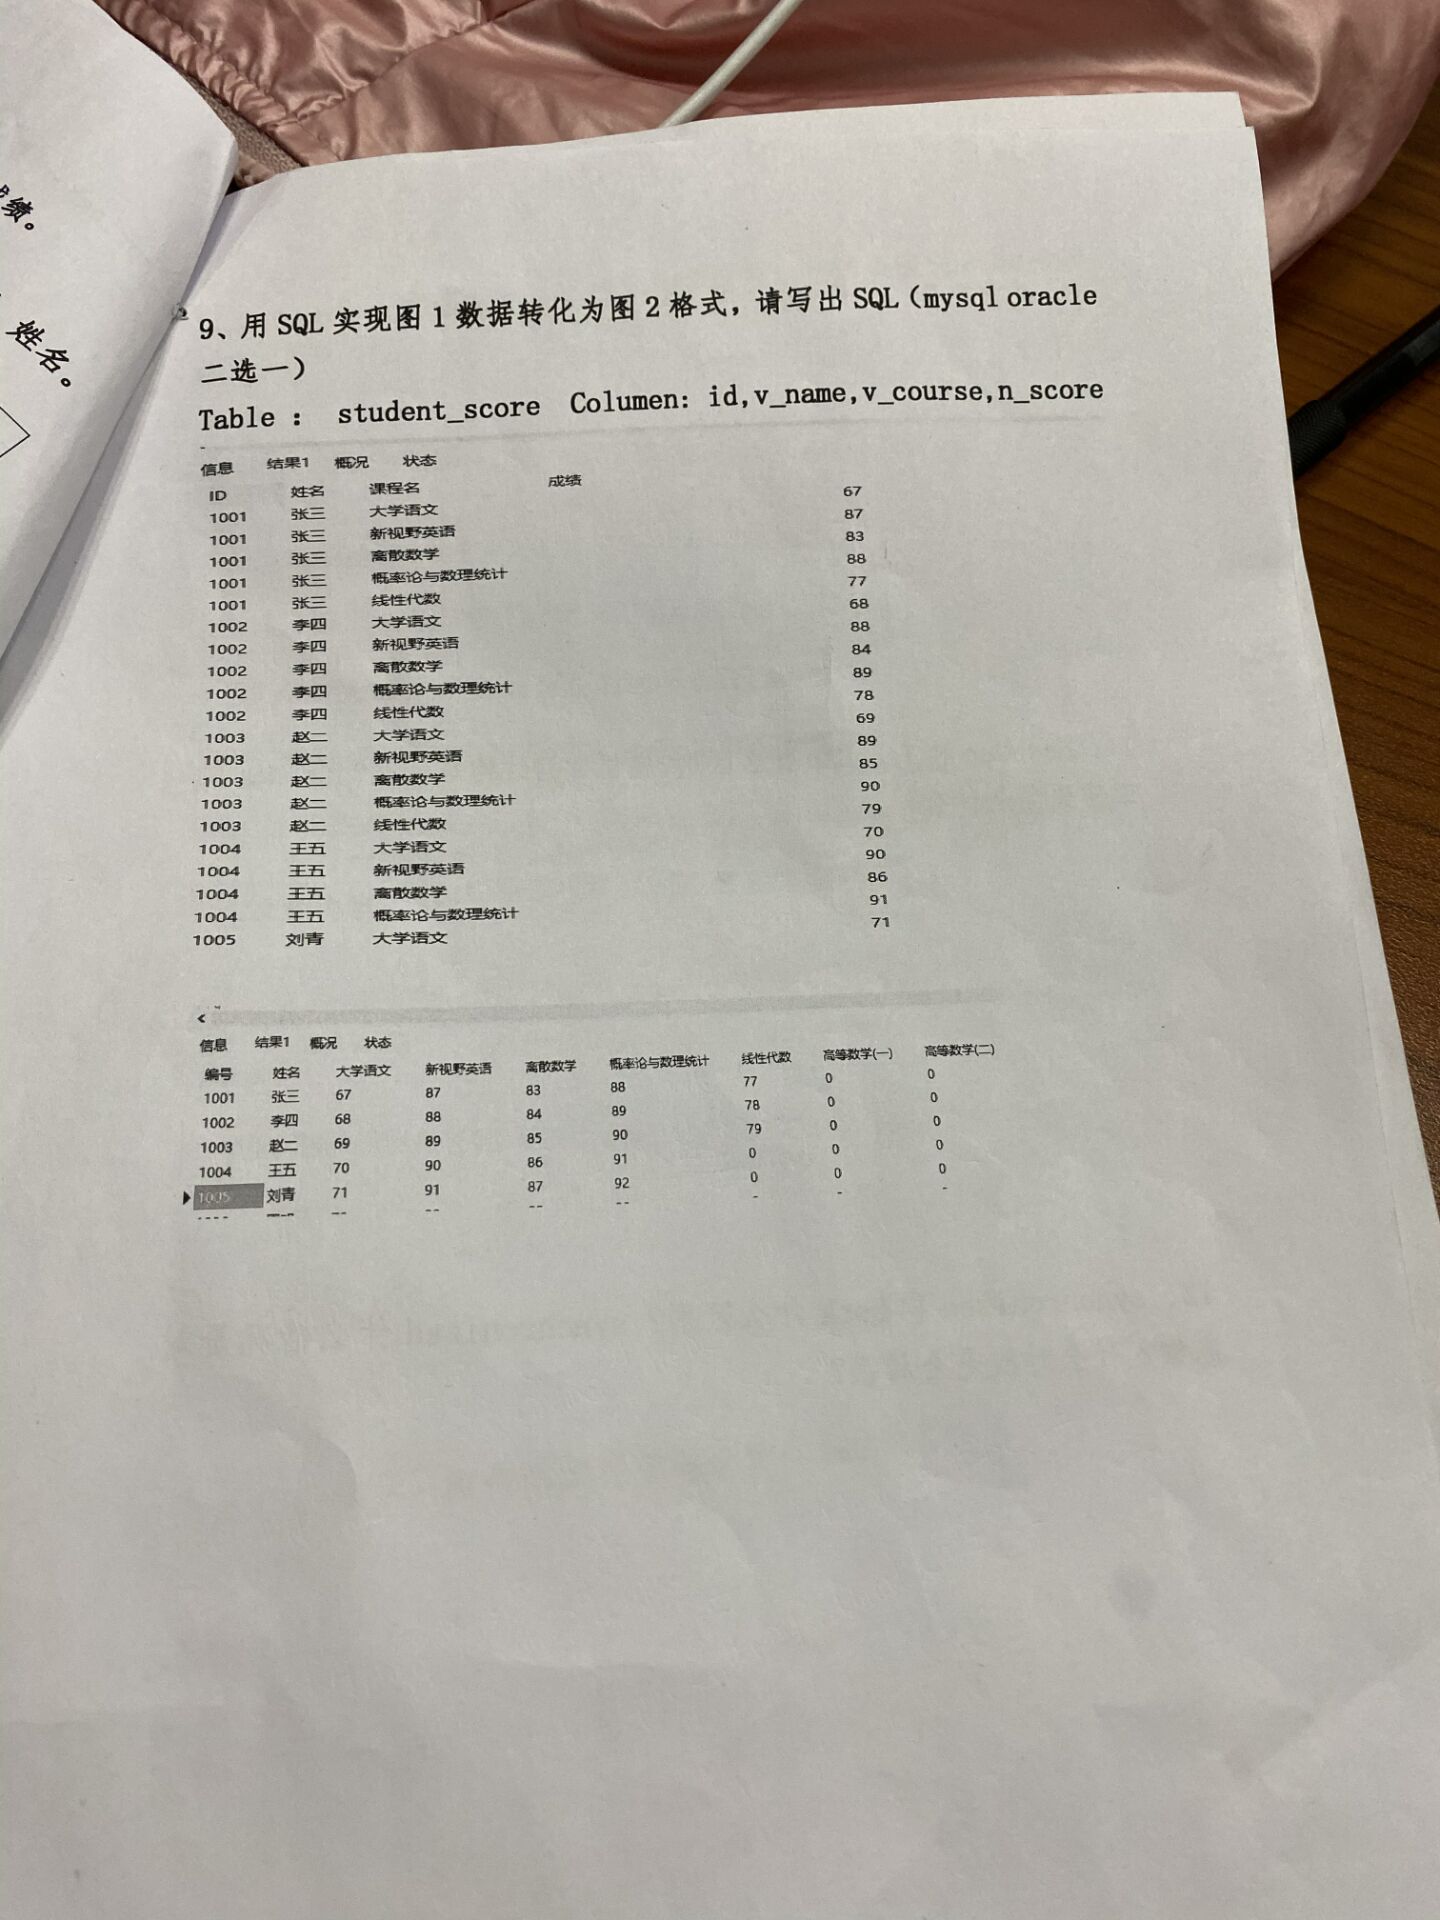 成绩。
姓名。
9、用 SQL 实现图 1 数据转化为图 2 格式，请写出 SQL（mysql oracle
二选一）
Table ： student_score Columen: id,v_name,v_course,n_score
信息 结果1 概况 状态
ID 姓名 课程名 成绩
1001 张三 大学语文 67
1001 张三 新视野英语 87
1001 张三 离散数学 83
1001 张三 概率论与数理统计 88
1001 张三 线性代数 77
1002 李四 大学语文 68
1002 李四 新视野英语 88
1002 李四 离散数学 84
1002 李四 概率论与数理统计 89
1002 李四 线性代数 78
1003 赵二 大学语文 69
1003 赵二 新视野英语 89
1003 赵二 离散数学 85
1003 赵二 概率论与数理统计 90
1003 赵二 线性代数 79
1004 王五 大学语文 70
1004 王五 新视野英语 90
1004 王五 离散数学 86
1004 王五 概率论与数理统计 91
1005 刘青 大学语文 71
信息 结果1 概况 状态
编号 姓名 大学语文 新视野英语 离散数学 概率论与数理统计 线性代数 高等数学(一) 高等数学(二)
1001 张三 67 87 83 88 77 0 0
1002 李四 68 88 84 89 78 0 0
1003 赵二 69 89 85 90 79 0 0
1004 王五 70 90 86 91 0 0 0
1005 刘青 71 91 87 92 0 0 0